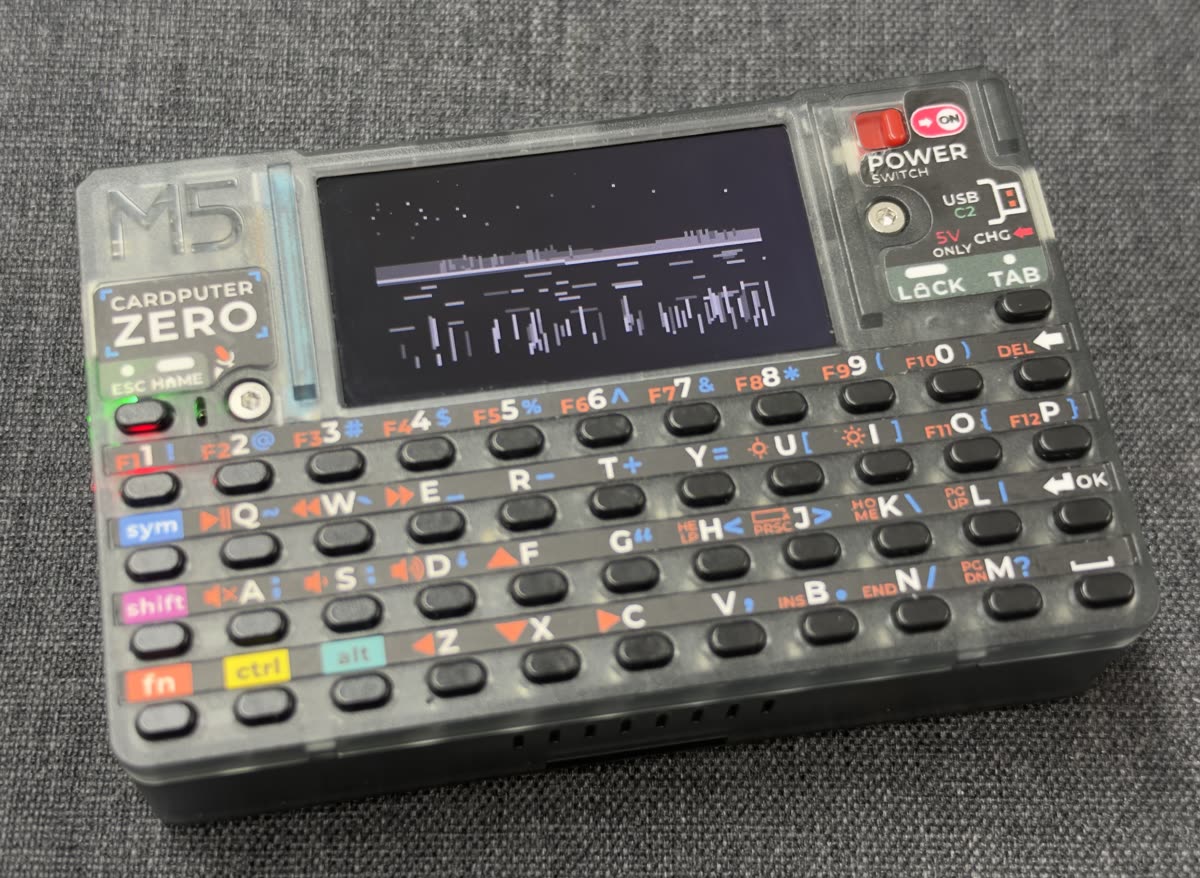 M5
CARDPUTER
ZERO
ESC HOME
ON
POWER
SWITCH
USB
C2
5V CHG
ONLY
LOCK TAB
F1 1 ! F2 2 @ F3 3 # F4 4 $ F5 5 % F6 6 ^ F7 7 & F8 8 * F9 9 ( F10 0 ) DEL
sym Q ~ W ` E _ R - T + Y = U [ I ] F11 O { F12 P }
shift A ; S : D ' F G " HELP H < PRSC J > HOME K \ PG UP L | OK
fn ctrl alt Z X C V , INS B . END N / PG DN M ?